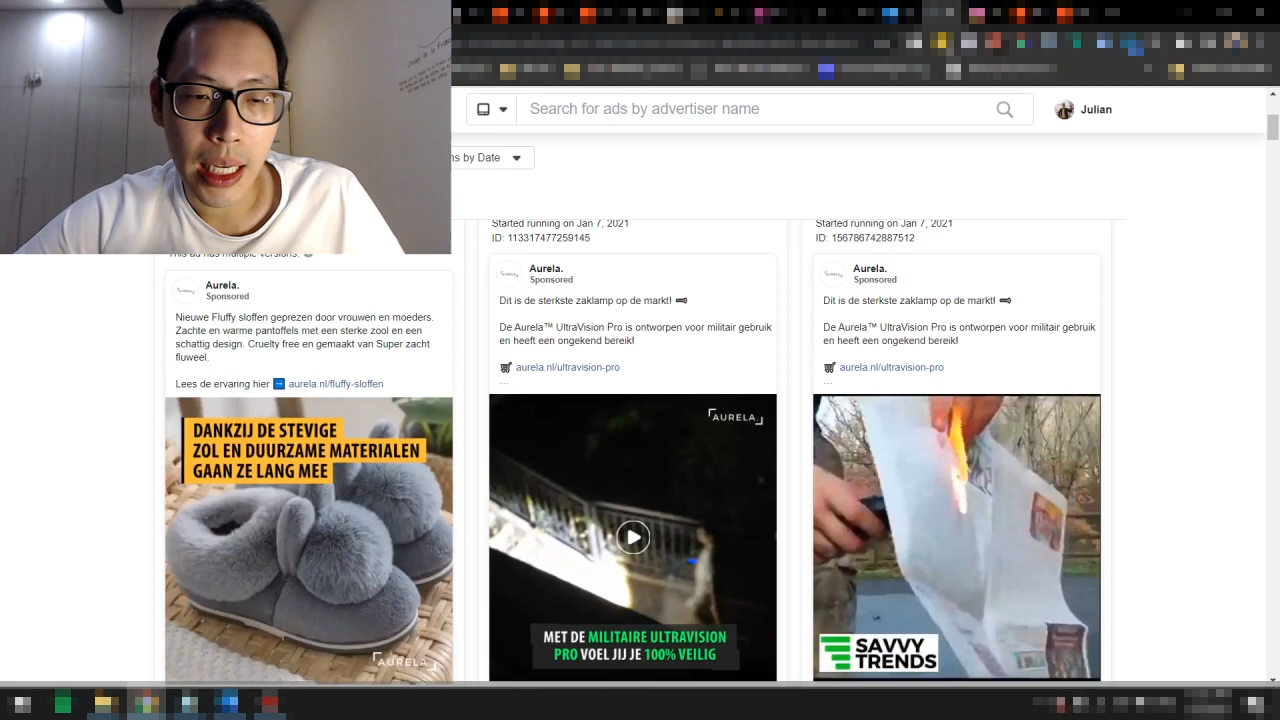 Search for ads by advertiser name
Julian
ns by Date
Started running on Jan 7, 2021
ID: 113317477259145
Started running on Jan 7, 2021
ID: 156786742887512
This ad has multiple versions.
Aurela.
Sponsored
Nieuwe Fluffy sloffen geprezen door vrouwen en moeders.
Zachte en warme pantoffels met een sterke zool en een
schattig design. Cruelty free en gemaakt van Super zacht
fluweel.
Lees de ervaring hier ➡ aurela.nl/fluffy-sloffen
DANKZIJ DE STEVIGE
ZOL EN DUURZAME MATERIALEN
GAAN ZE LANG MEE
AURELA.
Aurela.
Sponsored
Dit is de sterkste zaklamp op de markt! 🔦
De Aurela™ UltraVision Pro is ontworpen voor militair gebruik
en heeft een ongekend bereik!
🛒 aurela.nl/ultravision-pro
...
AURELA.
MET DE MILITAIRE ULTRAVISION
PRO VOEL JIJ JE 100% VEILIG
Aurela.
Sponsored
Dit is de sterkste zaklamp op de markt! 🔦
De Aurela™ UltraVision Pro is ontworpen voor militair gebruik
en heeft een ongekend bereik!
🛒 aurela.nl/ultravision-pro
...
SAVVY
TRENDS